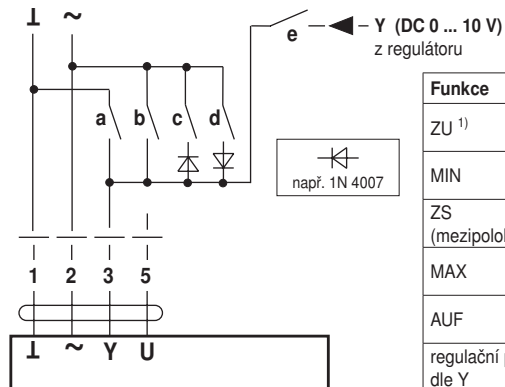 ⊥ ~
Y (DC 0 ... 10 V)
e
z regulátoru
a b c d
např. 1N 4007
Funkce
ZU 1)
MIN
ZS
MAX
AUF
regulační
dle Y
1 2 3 5
⊥ ~ Y U